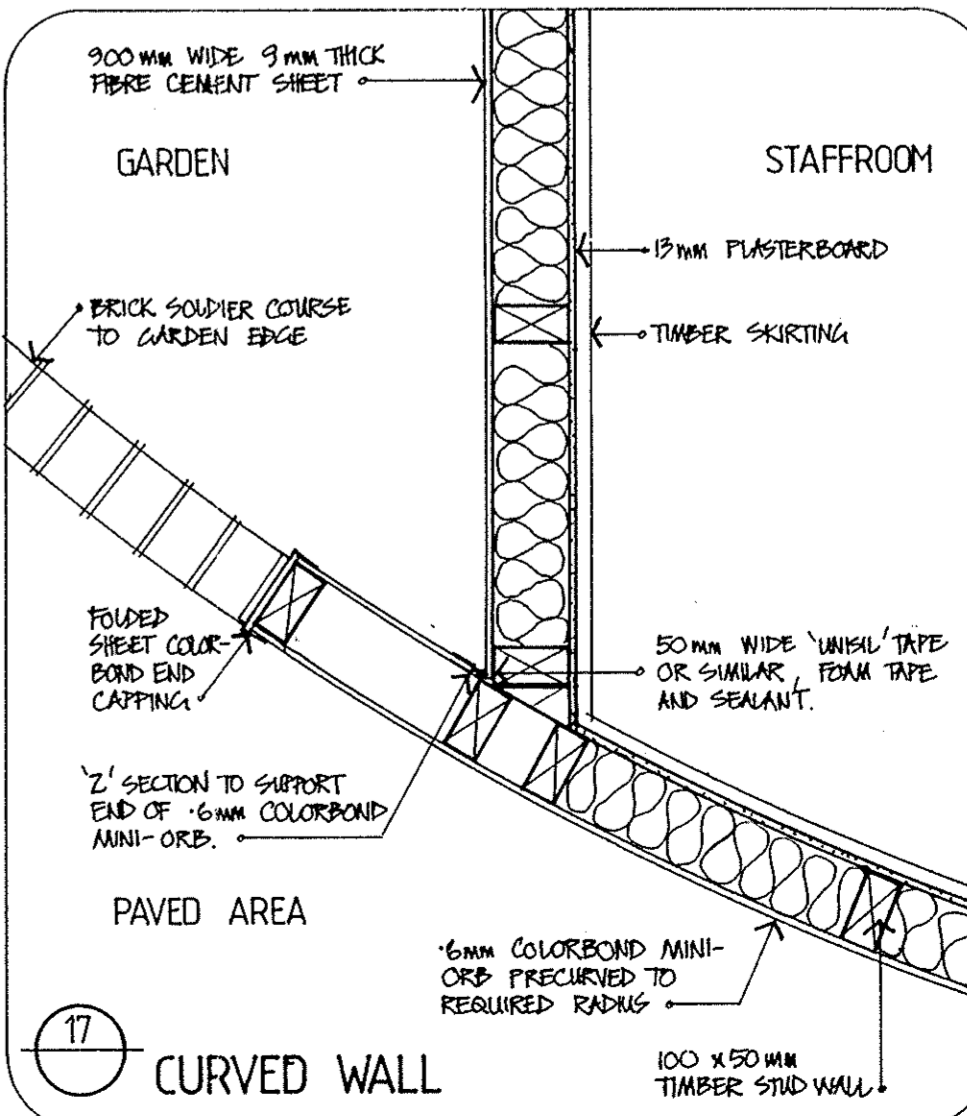 900 mm WIDE 9 mm THICK
FIBRE CEMENT SHEET
GARDEN
STAFFROOM
13 mm PLASTERBOARD
BRICK SOLDIER COURSE
TO GARDEN EDGE
TIMBER SKIRTING
FOLDED
SHEET COLOR-
BOND END
CAPPING
50 mm WIDE 'UNISIL' TAPE
OR SIMILAR, FOAM TAPE
AND SEALANT.
'Z' SECTION TO SUPPORT
END OF ·6mm COLORBOND
MINI-ORB.
PAVED AREA
·6mm COLORBOND MINI-
ORB PRECURVED TO
REQUIRED RADIUS
17
CURVED WALL
100 x 50 mm
TIMBER STUD WALL